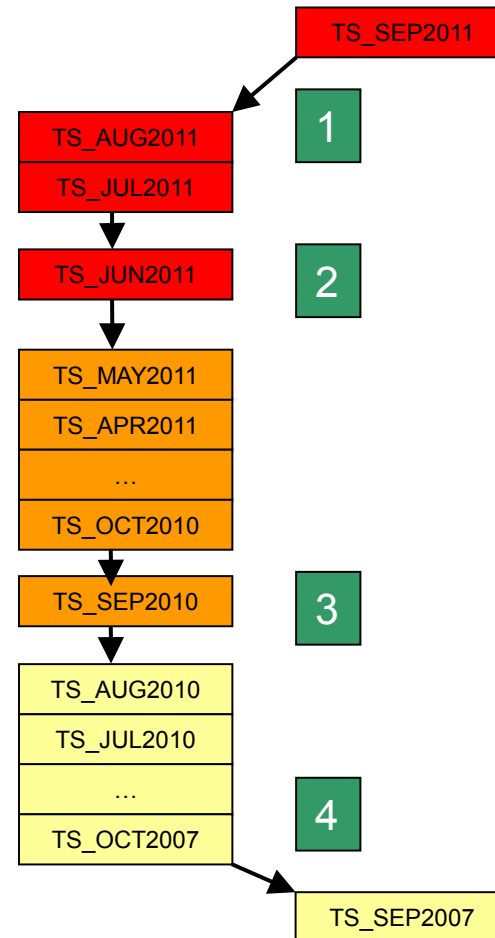 TS_SEP2011
1
TS_AUG2011
TS_JUL2011
TS_JUN2011
2
TS_MAY2011
TS_APR2011
…
TS_OCT2010
TS_SEP2010
3
TS_AUG2010
TS_JUL2010
…
4
TS_OCT2007
TS_SEP2007